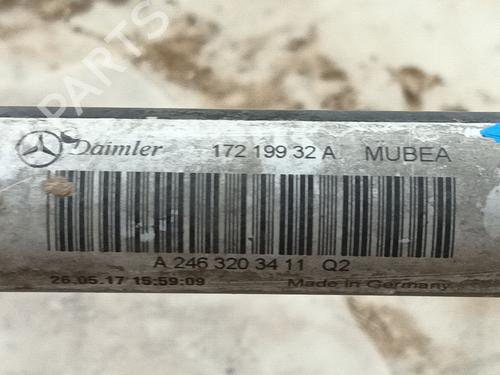 PARTS
Daimler 172 199 32 A MUBEA
A 246 320 34 11 Q2
26.05.17 15:59:09 Made in Germany